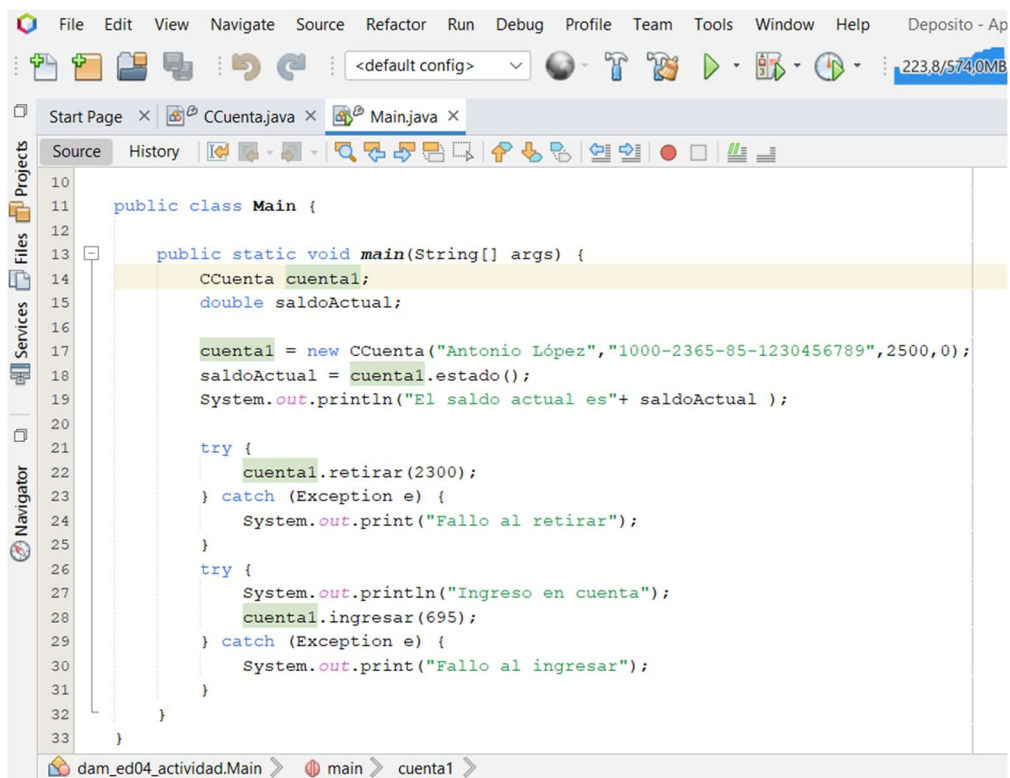 File Edit View Navigate Source Refactor Run Debug Profile Team Tools Window Help Deposito - Ap
<default config>
223,8/574,0MB
Start Page CCuenta.java Main.java
Source History
Projects
Files
Services
Navigator
10
11 public class Main {
12
13 public static void main(String[] args) {
14 CCuenta cuenta1;
15 double saldoActual;
16
17 cuenta1 = new CCuenta("Antonio López","1000-2365-85-1230456789",2500,0);
18 saldoActual = cuenta1.estado();
19 System.out.println("El saldo actual es"+ saldoActual );
20
21 try {
22 cuenta1.retirar(2300);
23 } catch (Exception e) {
24 System.out.print("Fallo al retirar");
25 }
26 try {
27 System.out.println("Ingreso en cuenta");
28 cuenta1.ingresar(695);
29 } catch (Exception e) {
30 System.out.print("Fallo al ingresar");
31 }
32 }
33 }
dam_ed04_actividad.Main main cuenta1